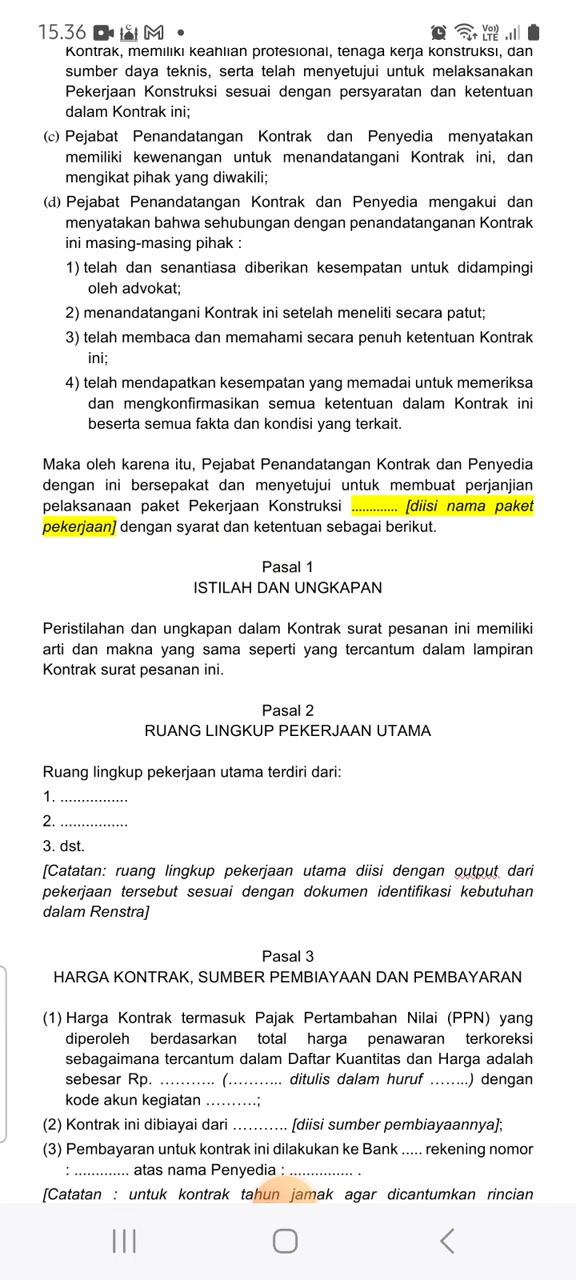 15.36
Vo)) LTE
Kontrak, memiliki keahlian profesional, tenaga kerja konstruksi, dan
sumber daya teknis, serta telah menyetujui untuk melaksanakan
Pekerjaan Konstruksi sesuai dengan persyaratan dan ketentuan
dalam Kontrak ini;
(c) Pejabat Penandatangan Kontrak dan Penyedia menyatakan
memiliki kewenangan untuk menandatangani Kontrak ini, dan
mengikat pihak yang diwakili;
(d) Pejabat Penandatangan Kontrak dan Penyedia mengakui dan
menyatakan bahwa sehubungan dengan penandatanganan Kontrak
ini masing-masing pihak :
1) telah dan senantiasa diberikan kesempatan untuk didampingi
oleh advokat;
2) menandatangani Kontrak ini setelah meneliti secara patut;
3) telah membaca dan memahami secara penuh ketentuan Kontrak
ini;
4) telah mendapatkan kesempatan yang memadai untuk memeriksa
dan mengkonfirmasikan semua ketentuan dalam Kontrak ini
beserta semua fakta dan kondisi yang terkait.
Maka oleh karena itu, Pejabat Penandatangan Kontrak dan Penyedia
dengan ini bersepakat dan menyetujui untuk membuat perjanjian
pelaksanaan paket Pekerjaan Konstruksi ............. [diisi nama paket
pekerjaan] dengan syarat dan ketentuan sebagai berikut.
Pasal 1
ISTILAH DAN UNGKAPAN
Peristilahan dan ungkapan dalam Kontrak surat pesanan ini memiliki
arti dan makna yang sama seperti yang tercantum dalam lampiran
Kontrak surat pesanan ini.
Pasal 2
RUANG LINGKUP PEKERJAAN UTAMA
Ruang lingkup pekerjaan utama terdiri dari:
1. ................
2. ................
3. dst.
[Catatan: ruang lingkup pekerjaan utama diisi dengan output dari
pekerjaan tersebut sesuai dengan dokumen identifikasi kebutuhan
dalam Renstra]
Pasal 3
HARGA KONTRAK, SUMBER PEMBIAYAAN DAN PEMBAYARAN
(1) Harga Kontrak termasuk Pajak Pertambahan Nilai (PPN) yang
diperoleh berdasarkan total harga penawaran terkoreksi
sebagaimana tercantum dalam Daftar Kuantitas dan Harga adalah
sebesar Rp. ……….. (……….. ditulis dalam huruf ……..) dengan
kode akun kegiatan ……….;
(2) Kontrak ini dibiayai dari ……….. [diisi sumber pembiayaannya];
(3) Pembayaran untuk kontrak ini dilakukan ke Bank ..... rekening nomor
: ............. atas nama Penyedia : ............... .
[Catatan : untuk kontrak tahun jamak agar dicantumkan rincian